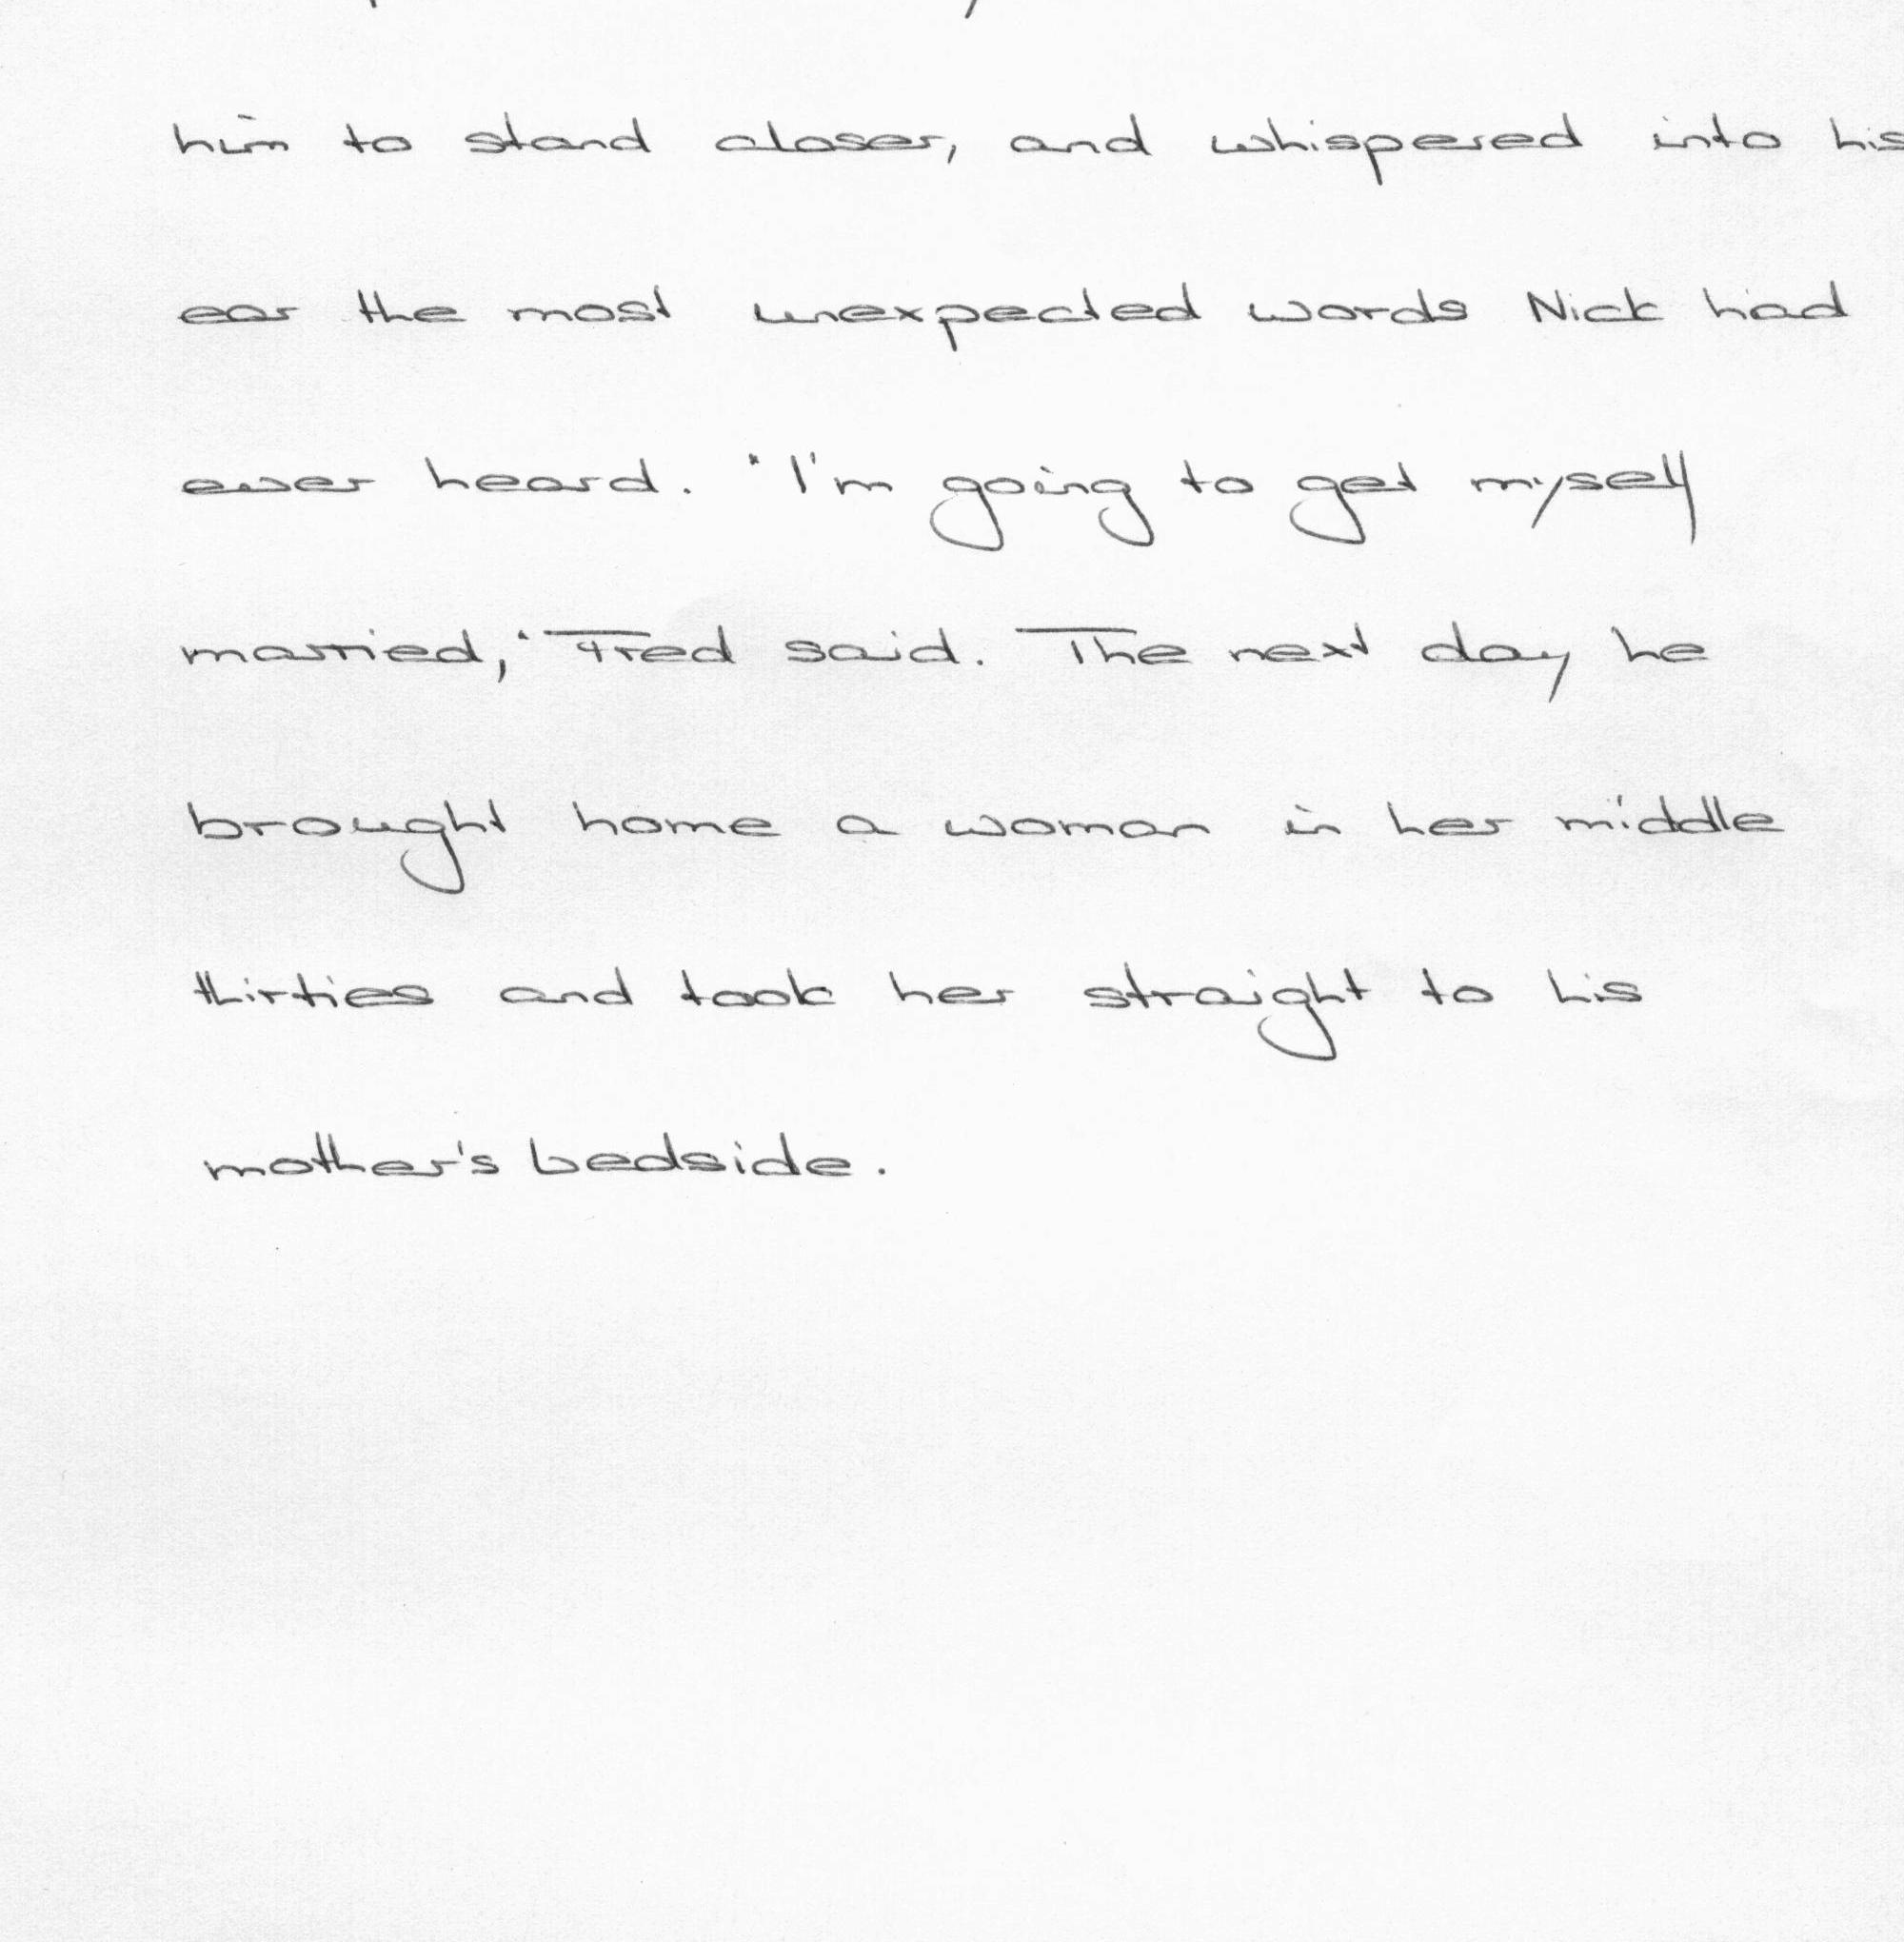 him to stand closer, and whispered into his
ear the most unexpected words Nick had
ever heard. "I'm going to get myself
married," Fred said. The next day he
brought home a woman in her middle
thirties and took her straight to his
mother's bedside.